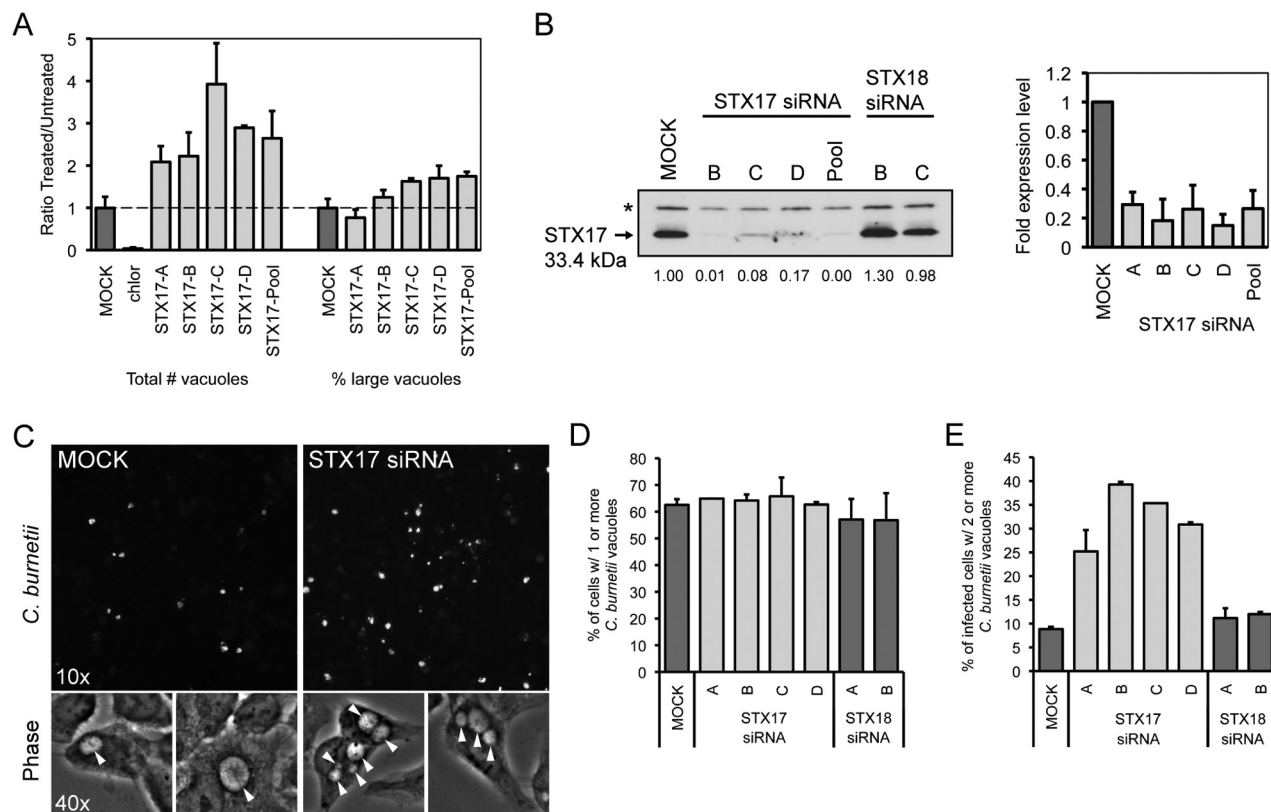 A
Ratio Treated/Untreated
5
4
3
2
1
0
MOCK
chlor
STX17-A
STX17-B
STX17-C
STX17-D
STX17-Pool
MOCK
STX17-A
STX17-B
STX17-C
STX17-D
STX17-Pool
Total # vacuoles
% large vacuoles
B
MOCK
STX17 siRNA
B C D Pool
STX18
siRNA
B C
*
STX17
33.4 kDa
1.00 0.01 0.08 0.17 0.00 1.30 0.98
Fold expression level
1.2
1
0.8
0.6
0.4
0.2
0
MOCK
A
B
C
D
Pool
STX17 siRNA
C
MOCK
STX17 siRNA
C. burnetii
10x
Phase
40x
D
% of cells w/ 1 or more
C. burnetii vacuoles
80
70
60
50
40
30
20
10
0
MOCK
A
B
C
D
A
B
STX17
siRNA
STX18
siRNA
E
% of infected cells w/ 2 or more
C. burnetii vacuoles
45
40
35
30
25
15
10
5
0
MOCK
A
B
C
D
A
B
STX17
siRNA
STX18
siRNA